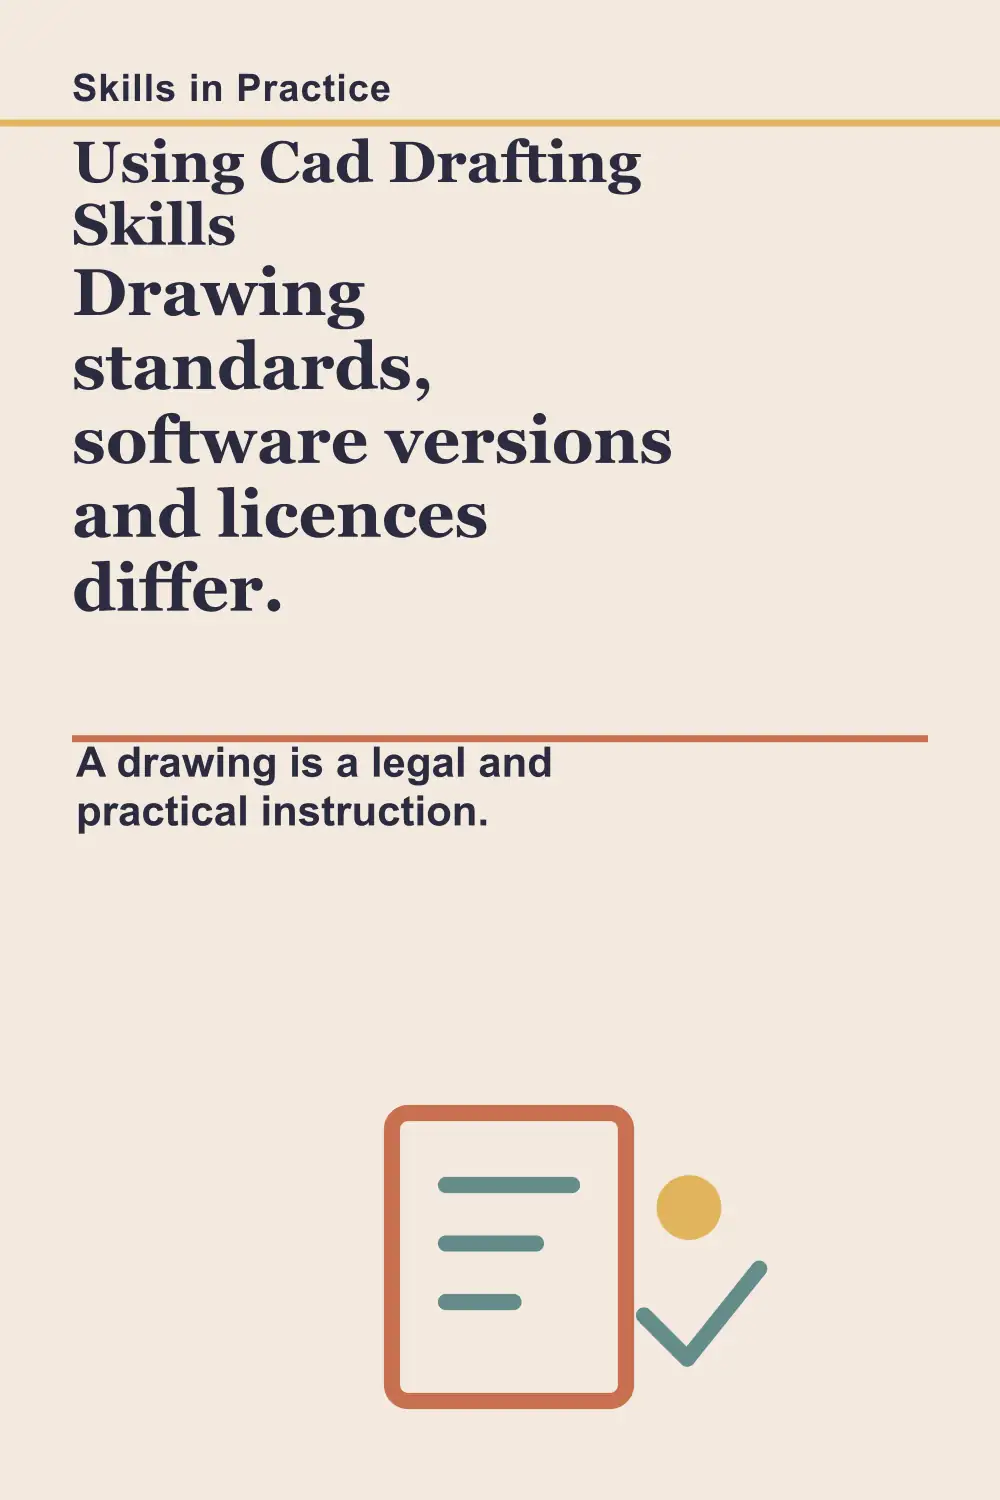 Skills in Practice
Using Cad Drafting
Skills
Drawing
standards,
software versions
and licences
differ.
A drawing is a legal and
practical instruction.